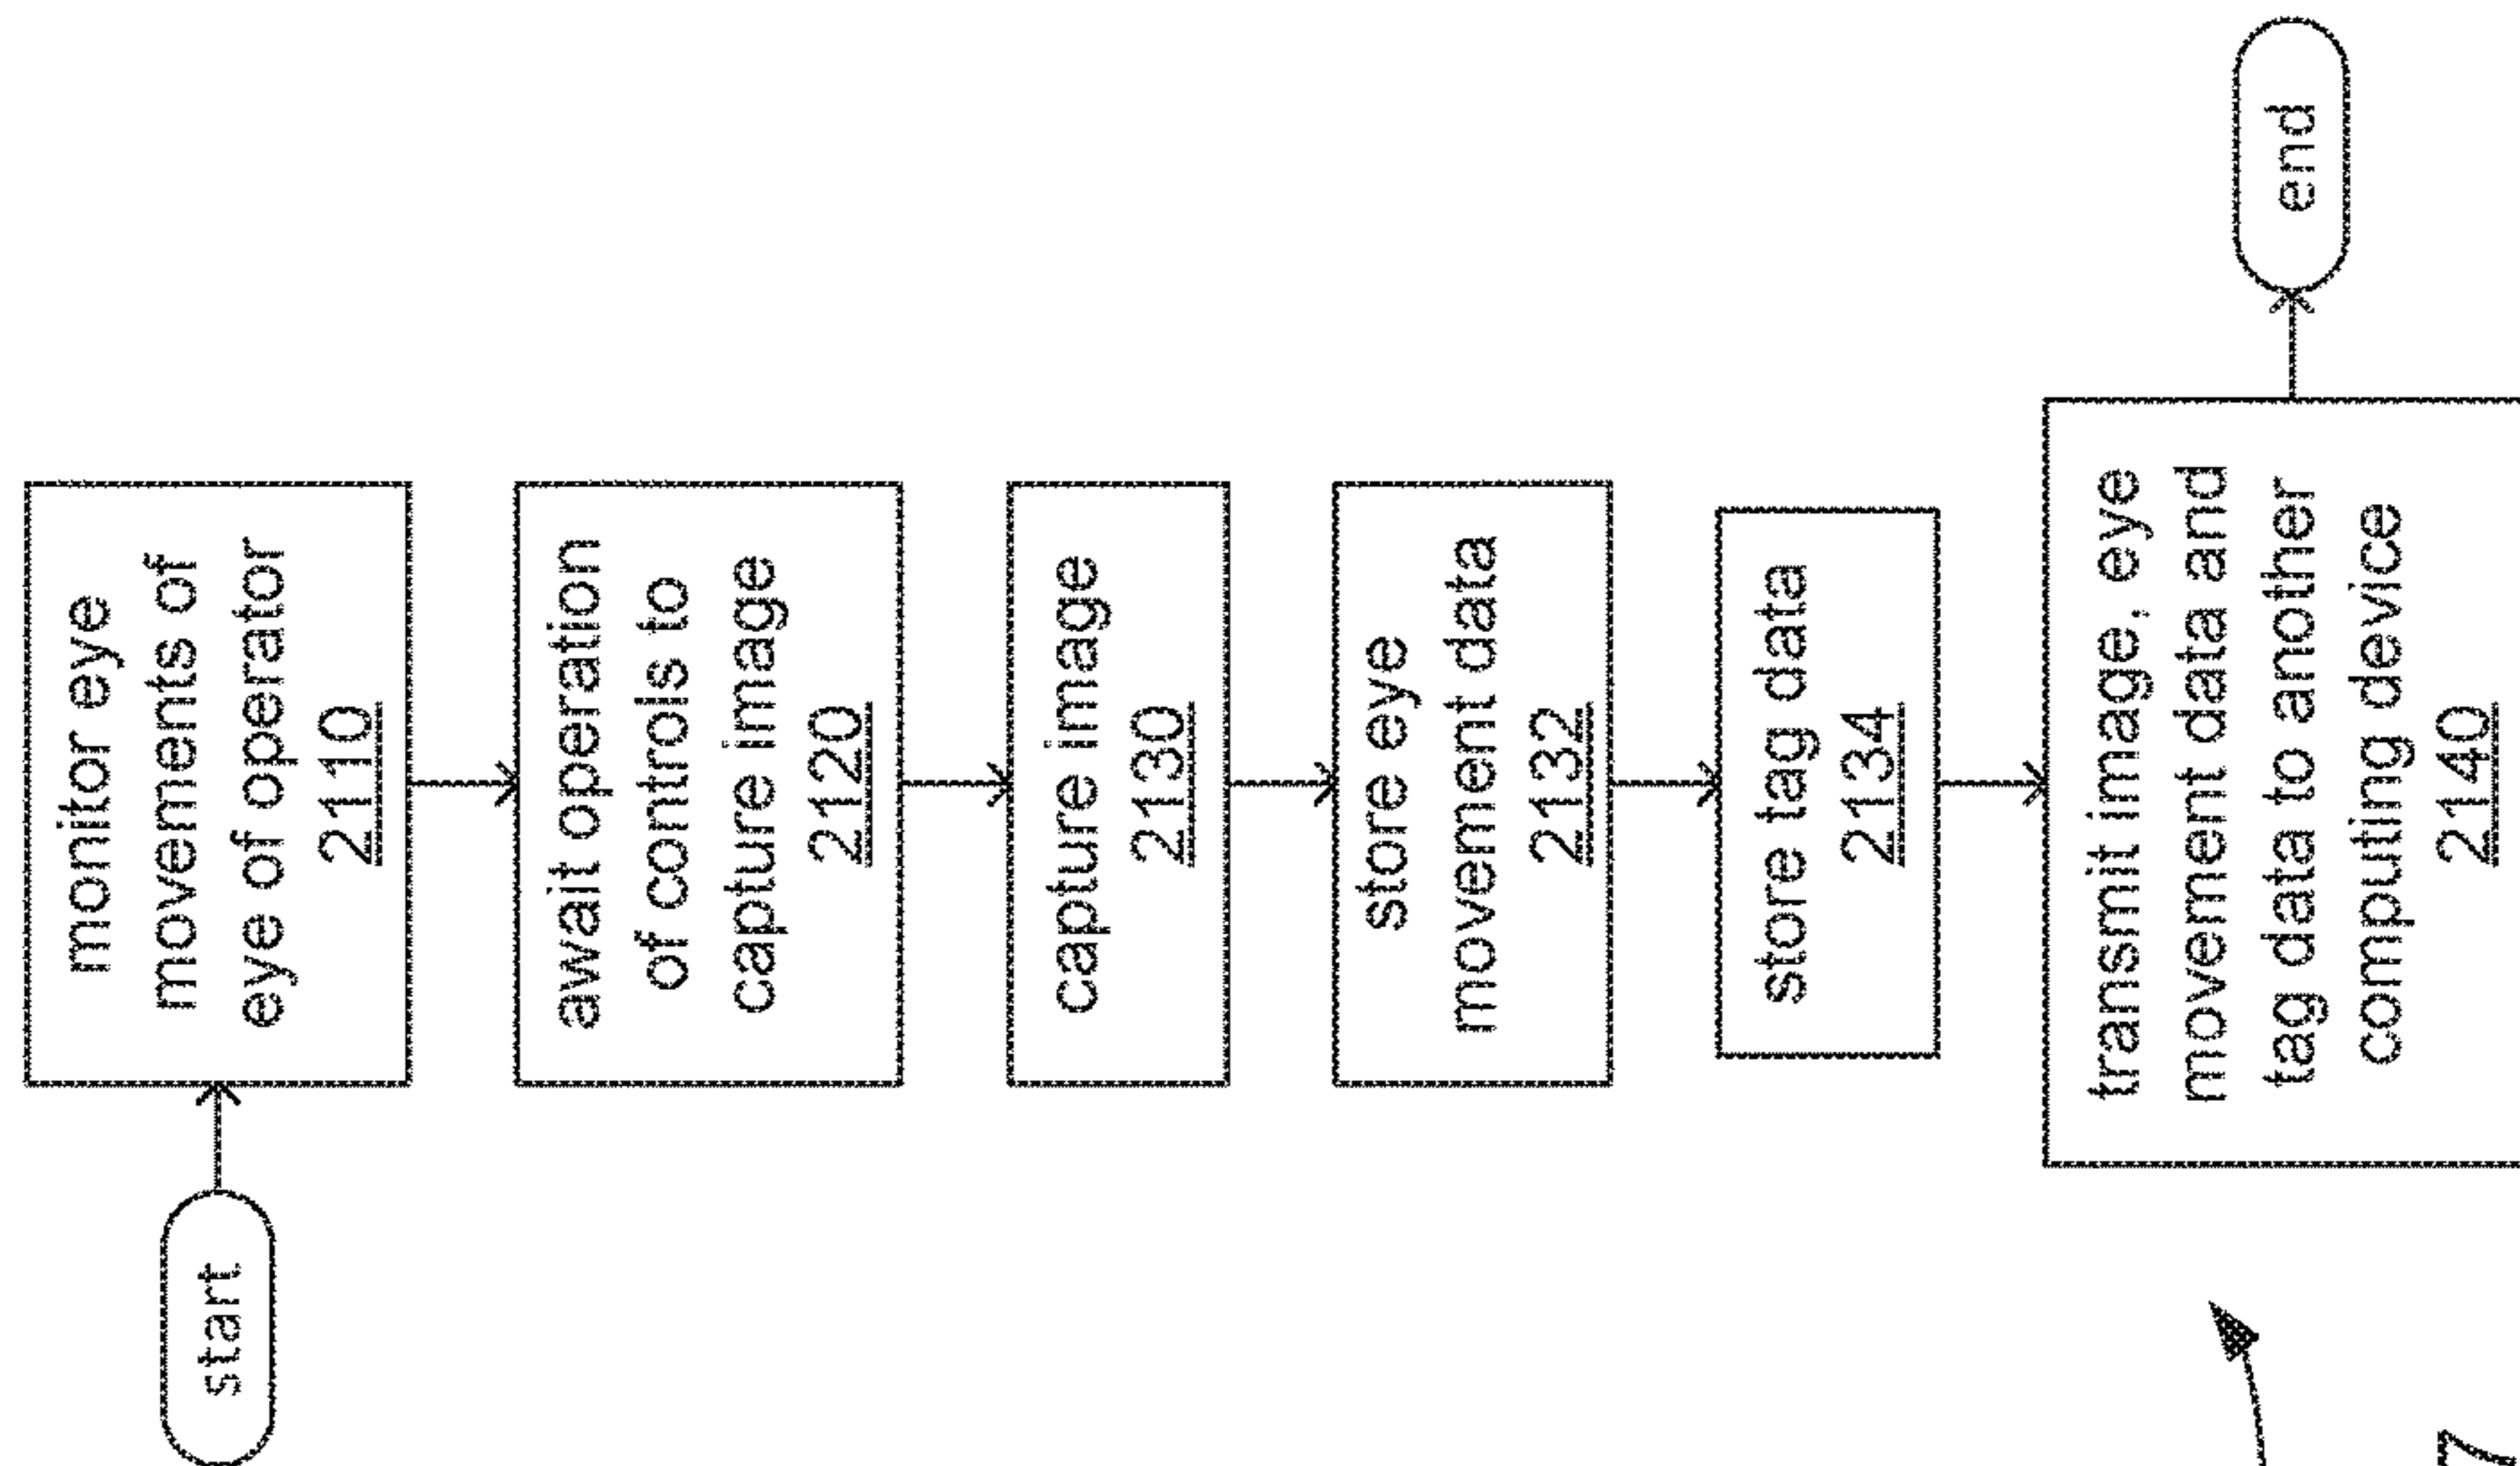 start
monitor eye
movements of
eye of operator
2110
await operation
of controls to
capture image
2120
capture image
2130
store eye
movement data
2132
store tag data
2134
transmit image, eye
movement data and
tag data to another
computing device
2140
end